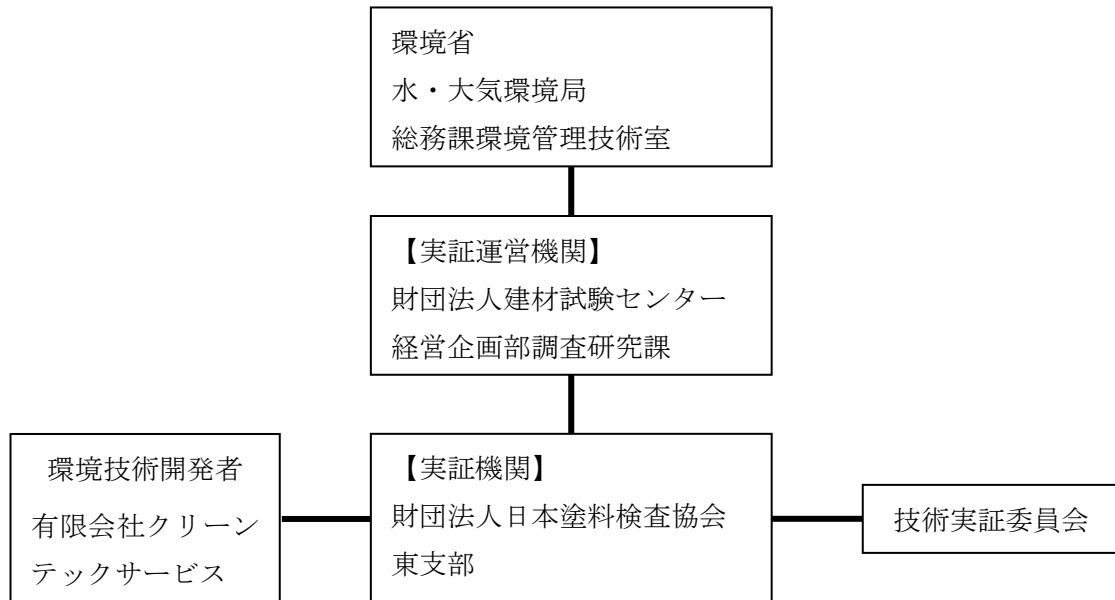 環境省
水・大気環境局
総務課環境管理技術室
【実証運営機関】
財団法人建材試験センター
経営企画部調査研究課
環境技術開発者
有限会社クリーン
テックサービス
【実証機関】
財団法人日本塗料検査協会
東支部
技術実証委員会